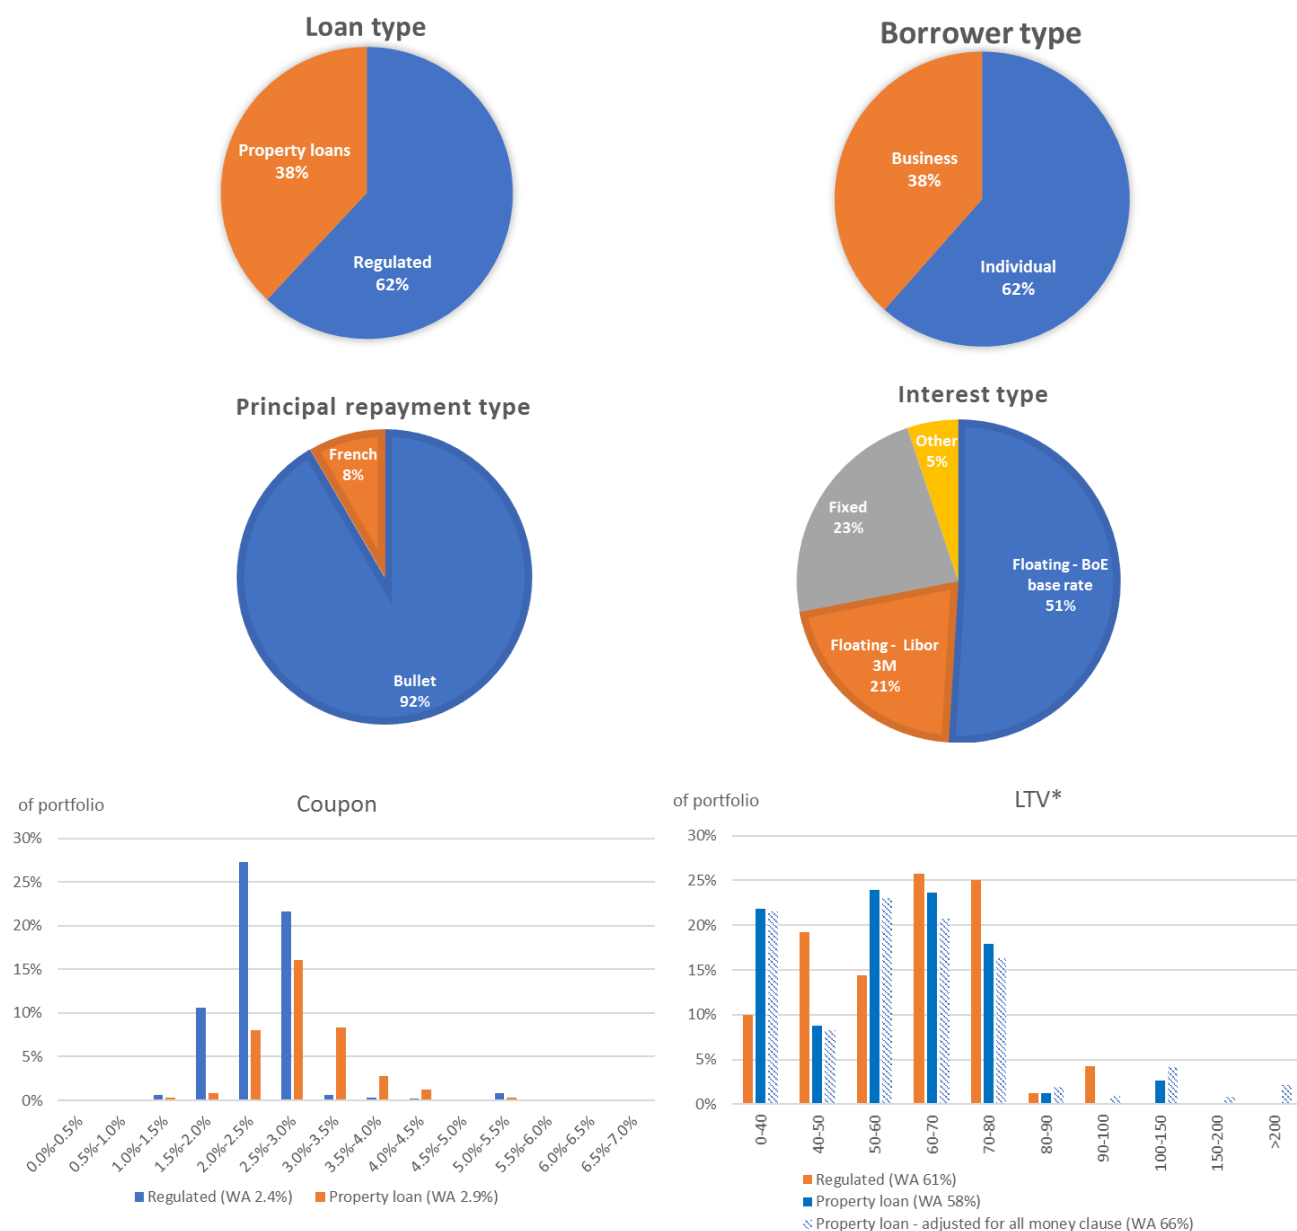 Loan type
Property loans
38%
Regulated
62%
Borrower type
Business
38%
Individual
62%
Principal repayment type
French
8%
Bullet
92%
Interest type
Other
5%
Fixed
23%
Floating - BoE
base rate
51%
Floating - Libor
3M
21%
of portfolio
Coupon
30%
25%
20%
15%
10%
5%
0%
0.0%-0.5%
0.5%-1.0%
1.0%-1.5%
1.5%-2.0%
2.0%-2.5%
2.5%-3.0%
3.0%-3.5%
3.5%-4.0%
4.0%-4.5%
4.5%-5.0%
5.0%-5.5%
5.5%-6.0%
6.0%-6.5%
6.5%-7.0%
Regulated (WA 2.4%)
Property loan (WA 2.9%)
of portfolio
LTV*
30%
25%
20%
15%
10%
5%
0%
0-40
40-50
50-60
60-70
70-80
80-90
90-100
100-150
150-200
>200
Regulated (WA 61%)
Property loan (WA 58%)
Property loan - adjusted for all money clause (WA 66%)